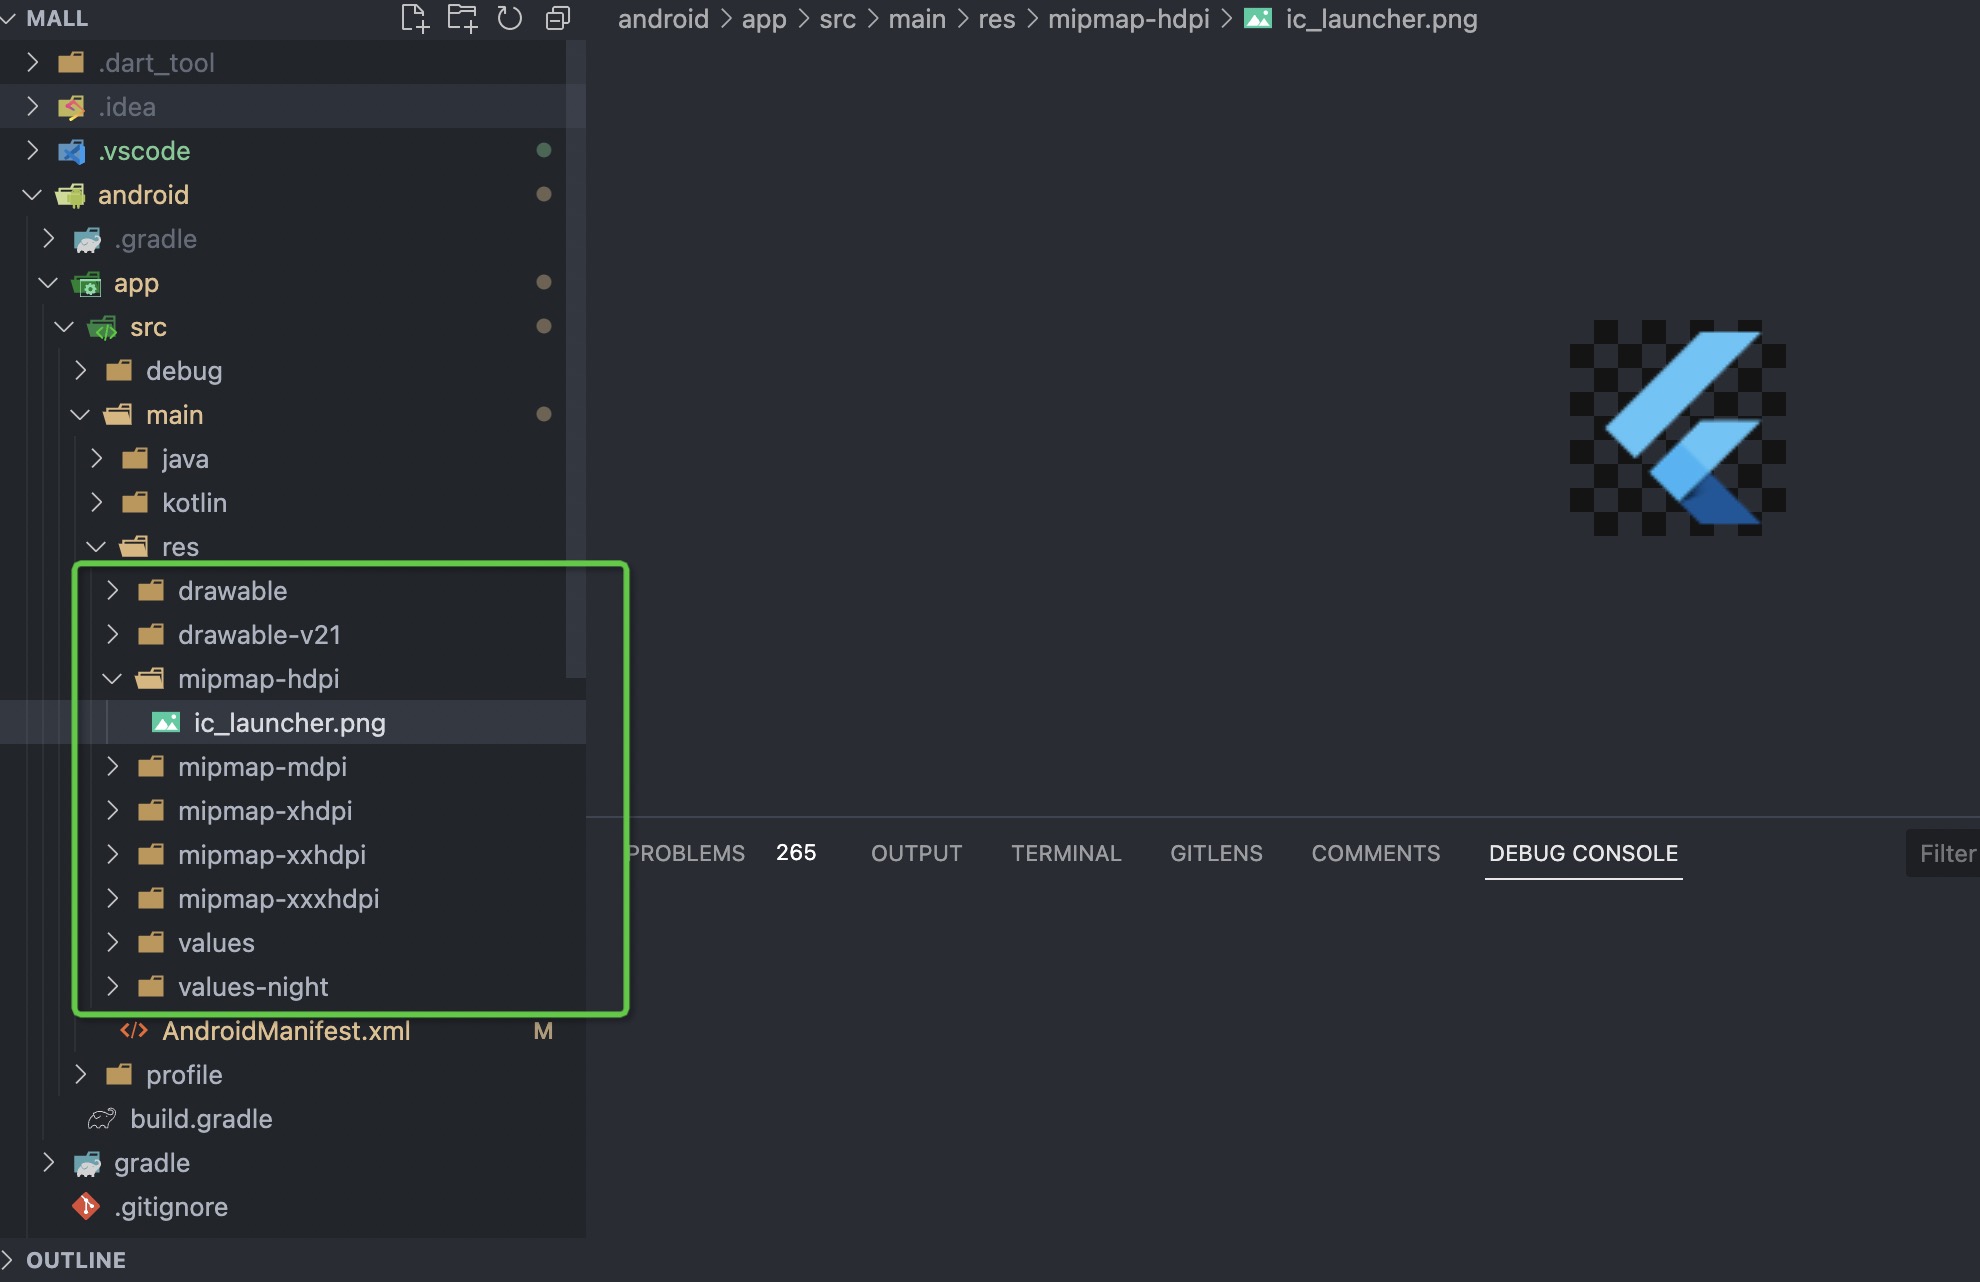 MALL
android > app > src > main > res > mipmap-hdpi > ic_launcher.png
.dart_tool
.idea
.vscode
android
.gradle
app
src
debug
main
java
kotlin
res
drawable
drawable-v21
mipmap-hdpi
ic_launcher.png
mipmap-mdpi
mipmap-xhdpi
mipmap-xxhdpi
mipmap-xxxhdpi
values
values-night
AndroidManifest.xml M
profile
build.gradle
gradle
.gitignore
OUTLINE
PROBLEMS 265 OUTPUT TERMINAL GITLENS COMMENTS DEBUG CONSOLE Filter